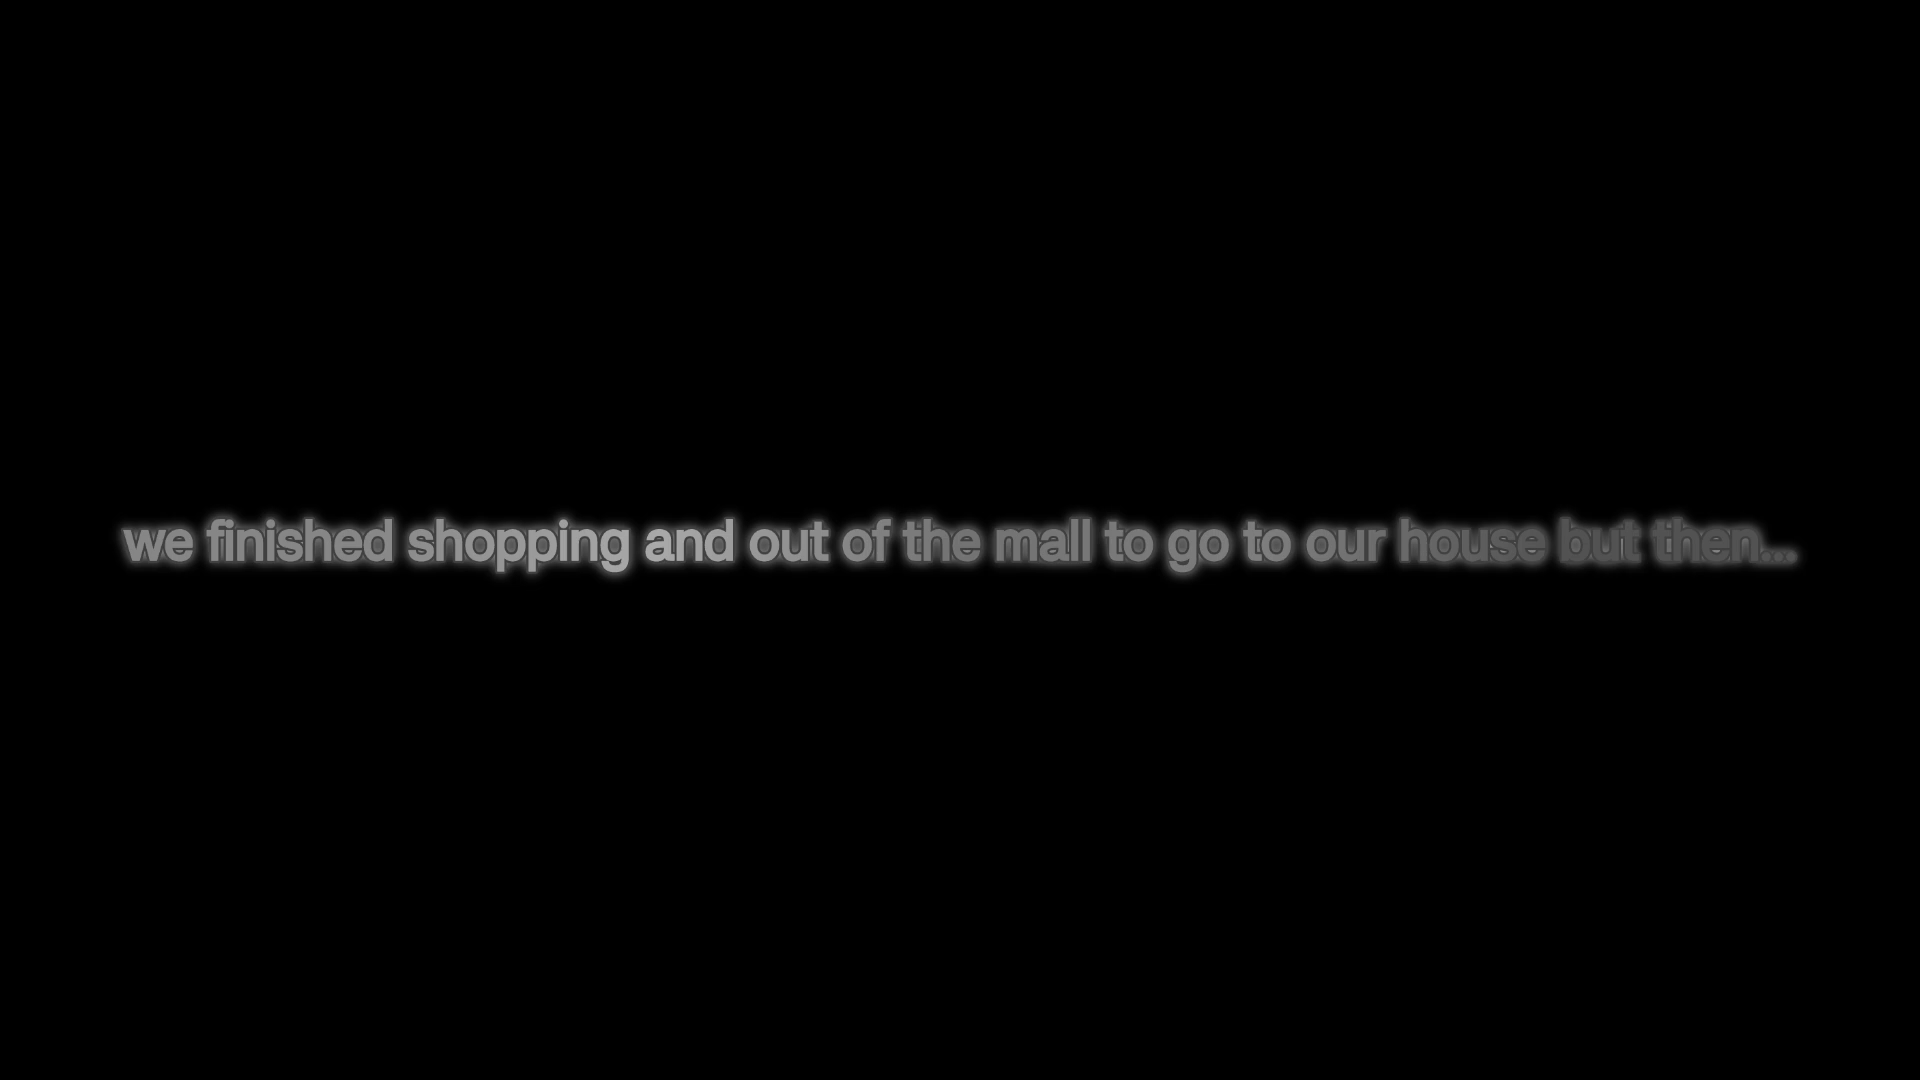 we finished shopping and out of the mall to go to our house but then...